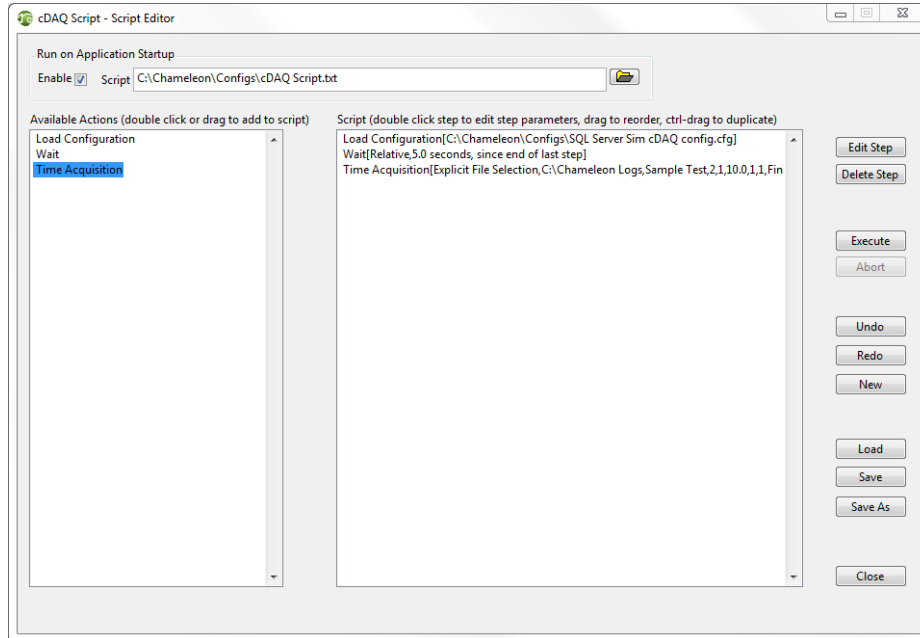 cDAQ Script - Script Editor
Run on Application Startup
Enable Script C:\Chameleon\Configs\cDAQ Script.txt
Available Actions (double click or drag to add to script)
Load Configuration
Wait
Time Acquisition
Script (double click step to edit step parameters, drag to reorder, ctrl-drag to duplicate)
Load Configuration[C:\Chameleon\Configs\SQL Server Sim cDAQ config.cfg]
Wait[Relative,5.0 seconds, since end of last step]
Time Acquisition[Explicit File Selection,C:\Chameleon Logs,Sample Test,2,1,10.0,1,1,Fin
Edit Step
Delete Step
Execute
Abort
Undo
Redo
New
Load
Save
Save As
Close